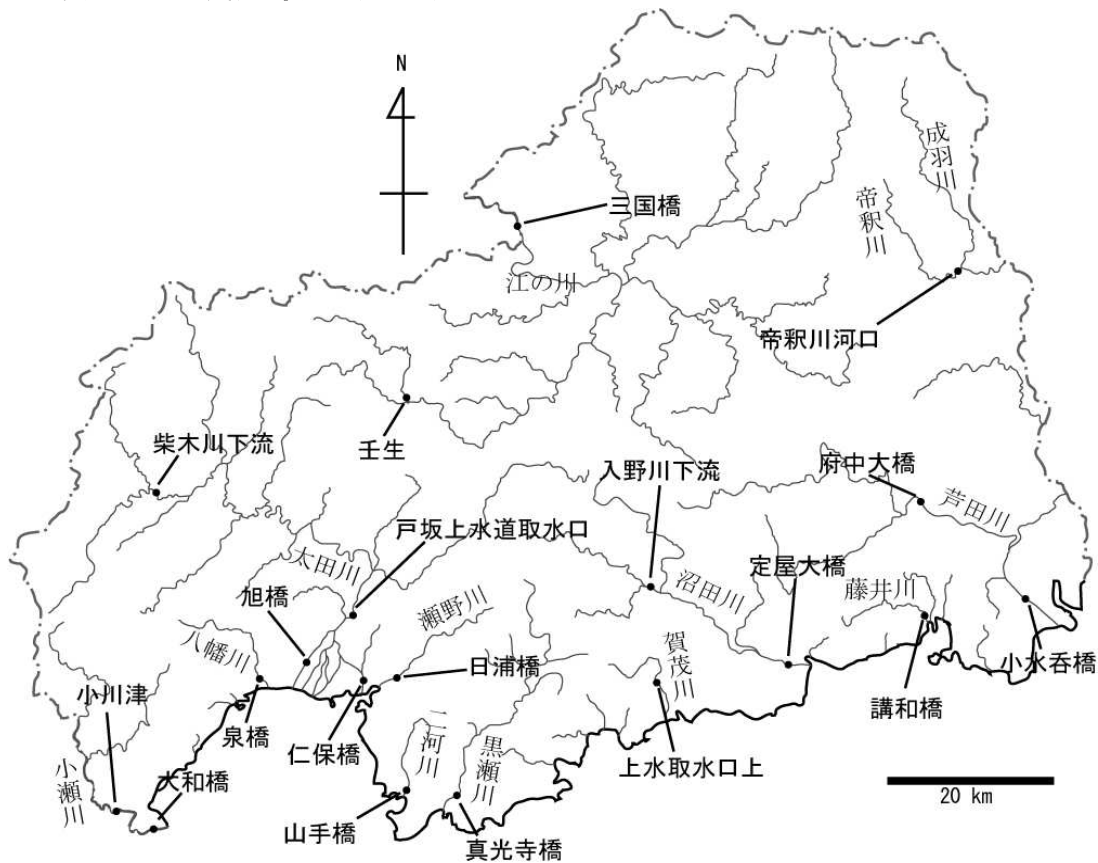 N
成羽川
帝釈川
三国橋
江の川
帝釈川河口
柴木川下流
壬生
入野川下流
府中大橋
芦田川
戸坂上水道取水口
太田川
定屋大橋
旭橋
瀬野川
沼田川
藤井川
八幡川
日浦橋
賀茂川
小水呑橋
小川津
泉橋
仁保橋
二河川
黒瀬川
上水取水口上
講和橋
小瀬川
大和橋
山手橋
真光寺橋
20 km